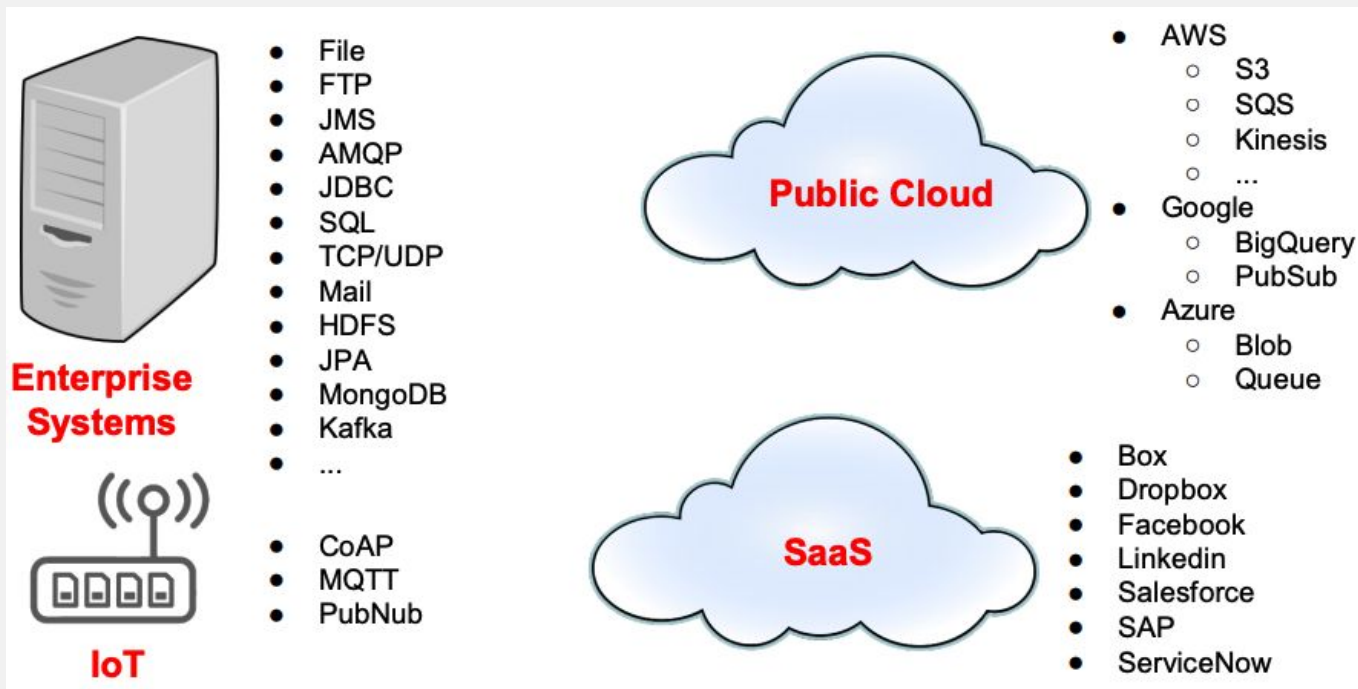 File
FTP
JMS
AMQP
JDBC
SQL
TCP/UDP
Mail
HDFS
JPA
MongoDB
Kafka
...
Enterprise
Systems
CoAP
MQTT
PubNub
IoT
Public Cloud
AWS
S3
SQS
Kinesis
...
Google
BigQuery
PubSub
Azure
Blob
Queue
SaaS
Box
Dropbox
Facebook
Linkedin
Salesforce
SAP
ServiceNow